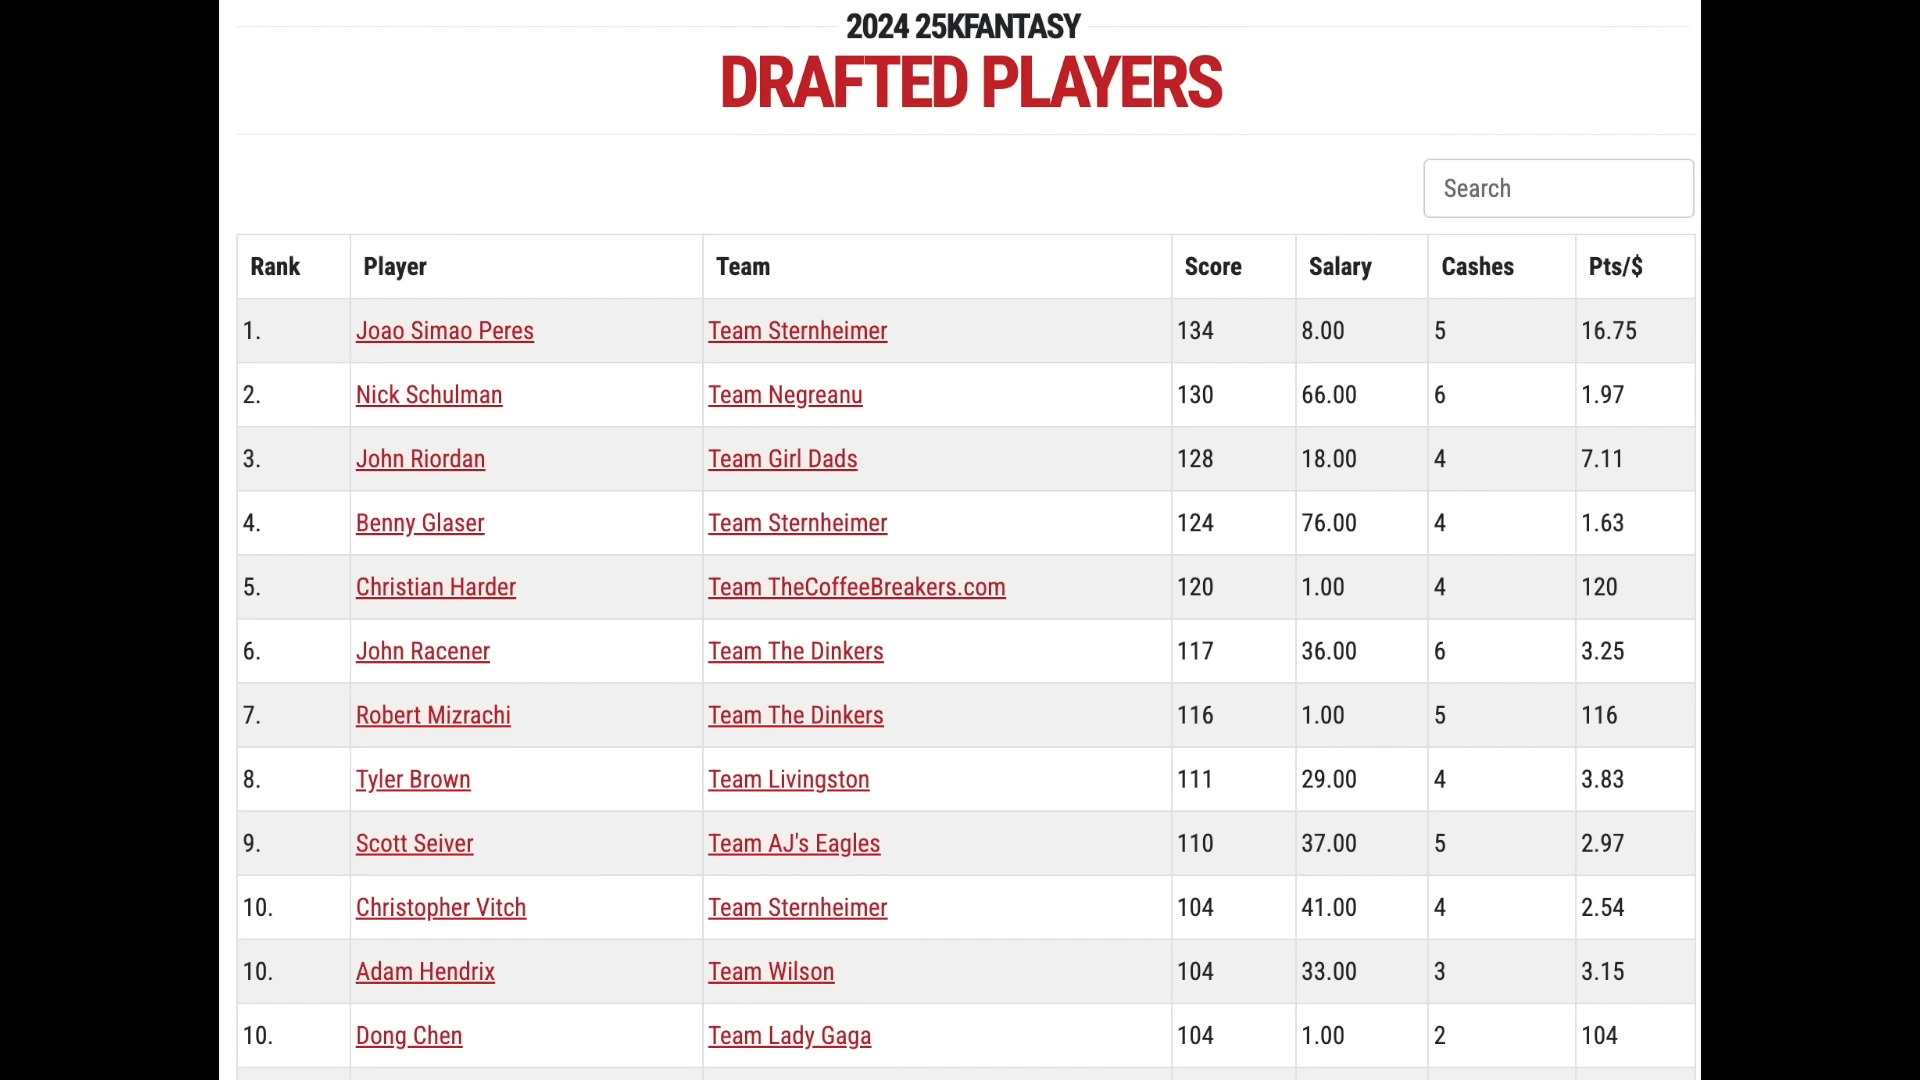 2024 25KFANTASY
DRAFTED PLAYERS
Search
Rank Player Team Score Salary Cashes Pts/$
1. Joao Simao Peres Team Sternheimer 134 8.00 5 16.75
2. Nick Schulman Team Negreanu 130 66.00 6 1.97
3. John Riordan Team Girl Dads 128 18.00 4 7.11
4. Benny Glaser Team Sternheimer 124 76.00 4 1.63
5. Christian Harder Team TheCoffeeBreakers.com 120 1.00 4 120
6. John Racener Team The Dinkers 117 36.00 6 3.25
7. Robert Mizrachi Team The Dinkers 116 1.00 5 116
8. Tyler Brown Team Livingston 111 29.00 4 3.83
9. Scott Seiver Team AJ's Eagles 110 37.00 5 2.97
10. Christopher Vitch Team Sternheimer 104 41.00 4 2.54
10. Adam Hendrix Team Wilson 104 33.00 3 3.15
10. Dong Chen Team Lady Gaga 104 1.00 2 104